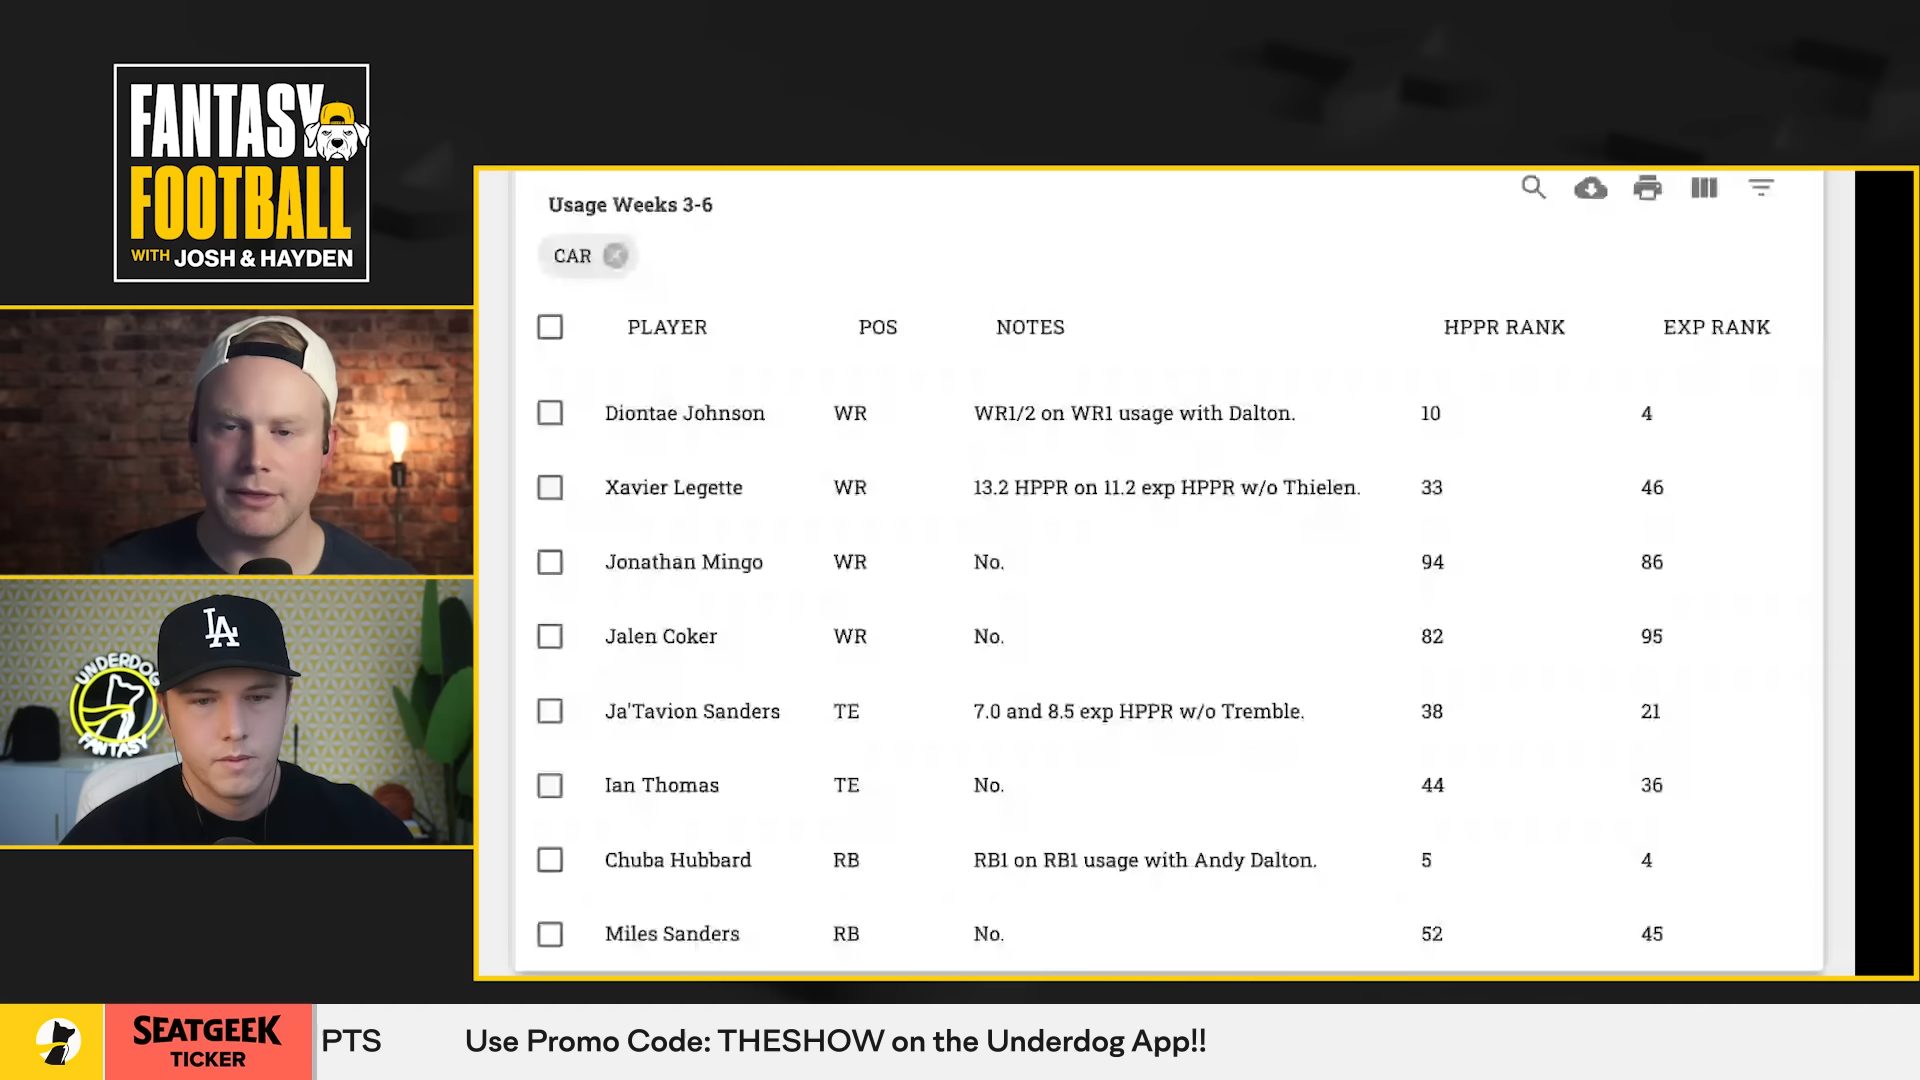 FANTASY
FOOTBALL
WITH JOSH & HAYDEN
Usage Weeks 3-6
CAR
PLAYER POS NOTES HPPR RANK EXP RANK
Diontae Johnson WR WR1/2 on WR1 usage with Dalton. 10 4
Xavier Legette WR 13.2 HPPR on 11.2 exp HPPR w/o Thielen. 33 46
Jonathan Mingo WR No. 94 86
Jalen Coker WR No. 82 95
Ja'Tavion Sanders TE 7.0 and 8.5 exp HPPR w/o Tremble. 38 21
Ian Thomas TE No. 44 36
Chuba Hubbard RB RB1 on RB1 usage with Andy Dalton. 5 4
Miles Sanders RB No. 52 45
LA
UNDERDOG
FANTASY
SEATGEEK
TICKER
PTS Use Promo Code: THESHOW on the Underdog App!!